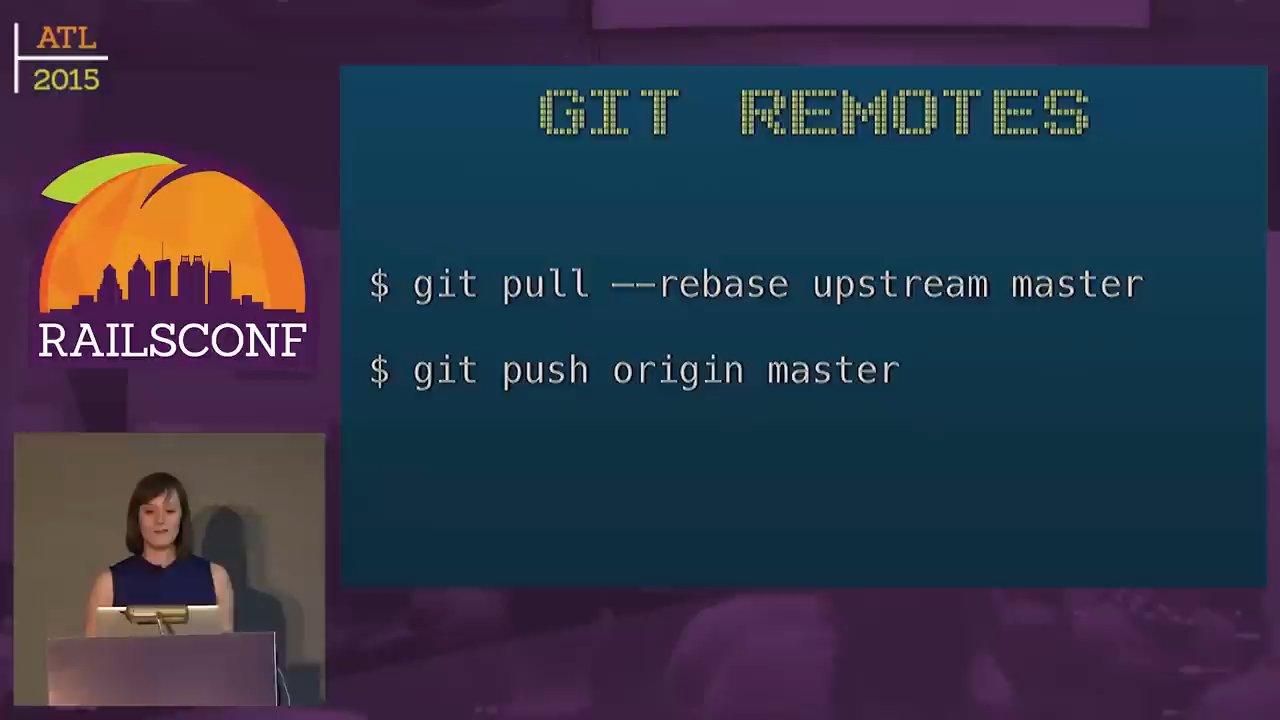 ATL
2015
RAILSCONF
GIT REMOTES
$ git pull --rebase upstream master
$ git push origin master